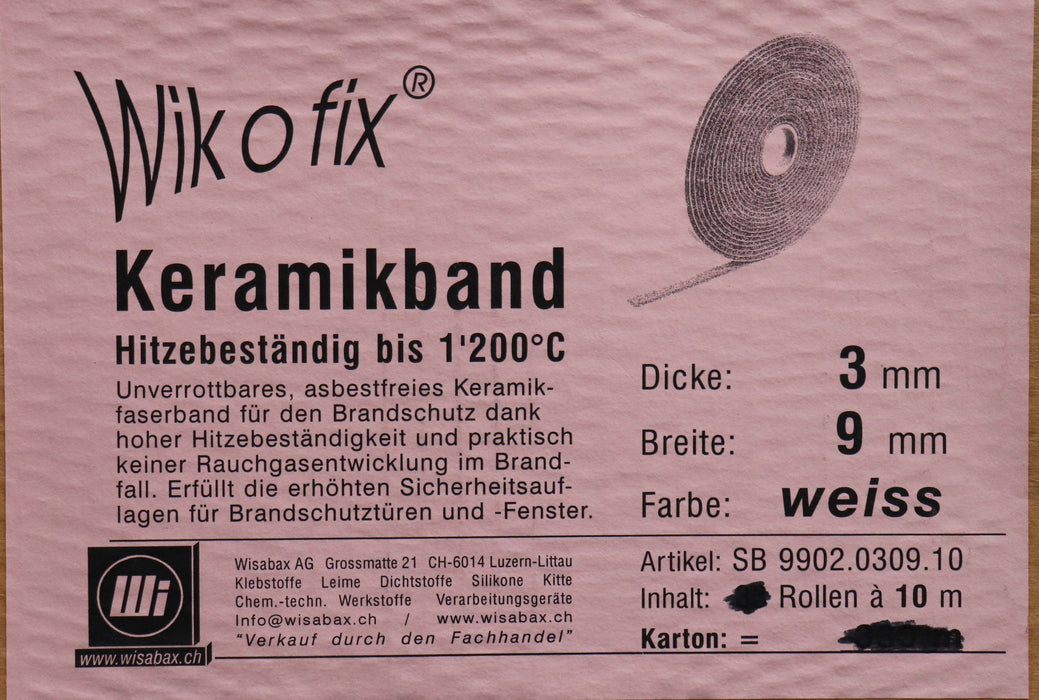 Wikofix®
Keramikband
Hitzebeständig bis 1'200°C
Unverrottbares, asbestfreies Keramik-
faserband für den Brandschutz dank
hoher Hitzebeständigkeit und praktisch
keiner Rauchgasentwicklung im Brand-
fall. Erfüllt die erhöhten Sicherheitsauf-
lagen für Brandschutztüren und -Fenster.
Dicke: 3 mm
Breite: 9 mm
Farbe: weiss
Wi
www.wisabax.ch
Wisabax AG Grossmatte 21 CH-6014 Luzern-Littau
Klebstoffe Leime Dichtstoffe Silikone Kitte
Chem.-techn. Werkstoffe Verarbeitungsgeräte
Info@wisabax.ch / www.wisabax.ch
"Verkauf durch den Fachhandel"
Artikel: SB 9902.0309.10
Inhalt: Rollen à 10 m
Karton: =